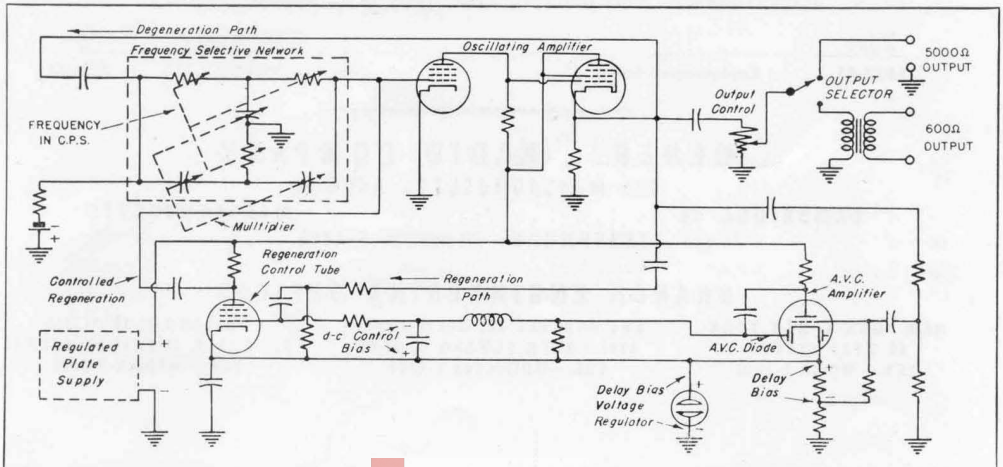 Degeneration Path
Frequency Selective Network
Oscillating Amplifier
5000Ω
OUTPUT
OUTPUT
SELECTOR
Output
Control
600Ω
OUTPUT
FREQUENCY
IN C.P.S.
Multiplier
Controlled
Regeneration
Regeneration
Control Tube
Regeneration
Path
A.V.C.
Amplifier
d-c Control
Bias
Regulated
Plate
Supply
A.V.C. Diode
Delay Bias
Voltage
Regulator
Delay
Bias